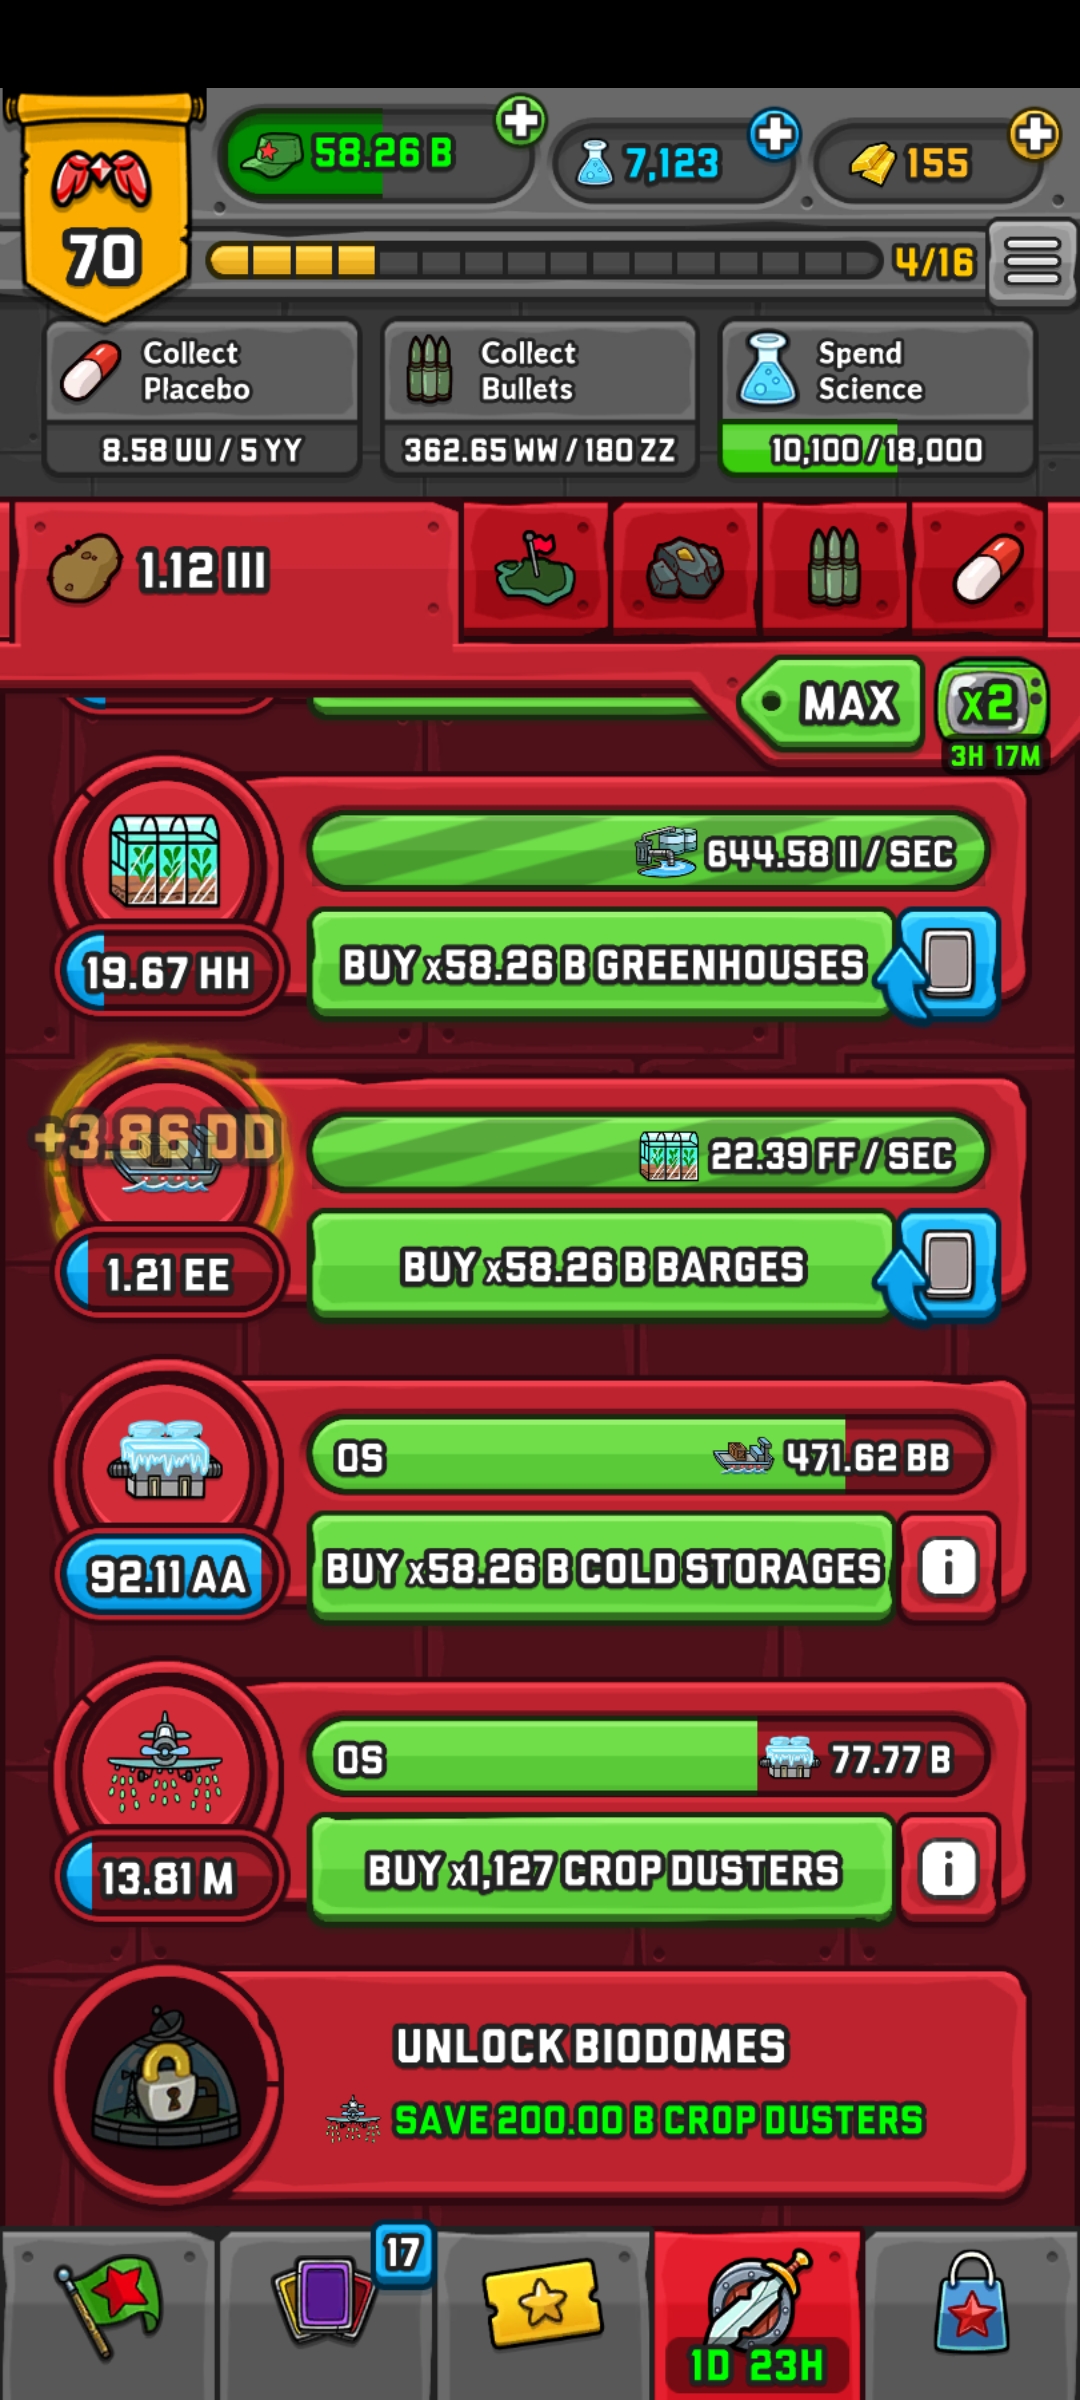 58.26 B
7,123
155
70
4/16
Collect
Placebo
8.58 UU / 5 YY
Collect
Bullets
362.65 WW / 180 ZZ
Spend
Science
10,100 / 18,000
1.12 III
MAX
x2
3H 17M
644.58 II / SEC
19.67 HH
BUY x58.26 B GREENHOUSES
+3.86 DD
22.39 FF / SEC
1.21 EE
BUY x58.26 B BARGES
0S
471.62 BB
92.11 AA
BUY x58.26 B COLD STORAGES
i
0S
77.77 B
13.81 M
BUY x1,127 CROP DUSTERS
i
UNLOCK BIODOMES
SAVE 200.00 B CROP DUSTERS
17
1D 23H